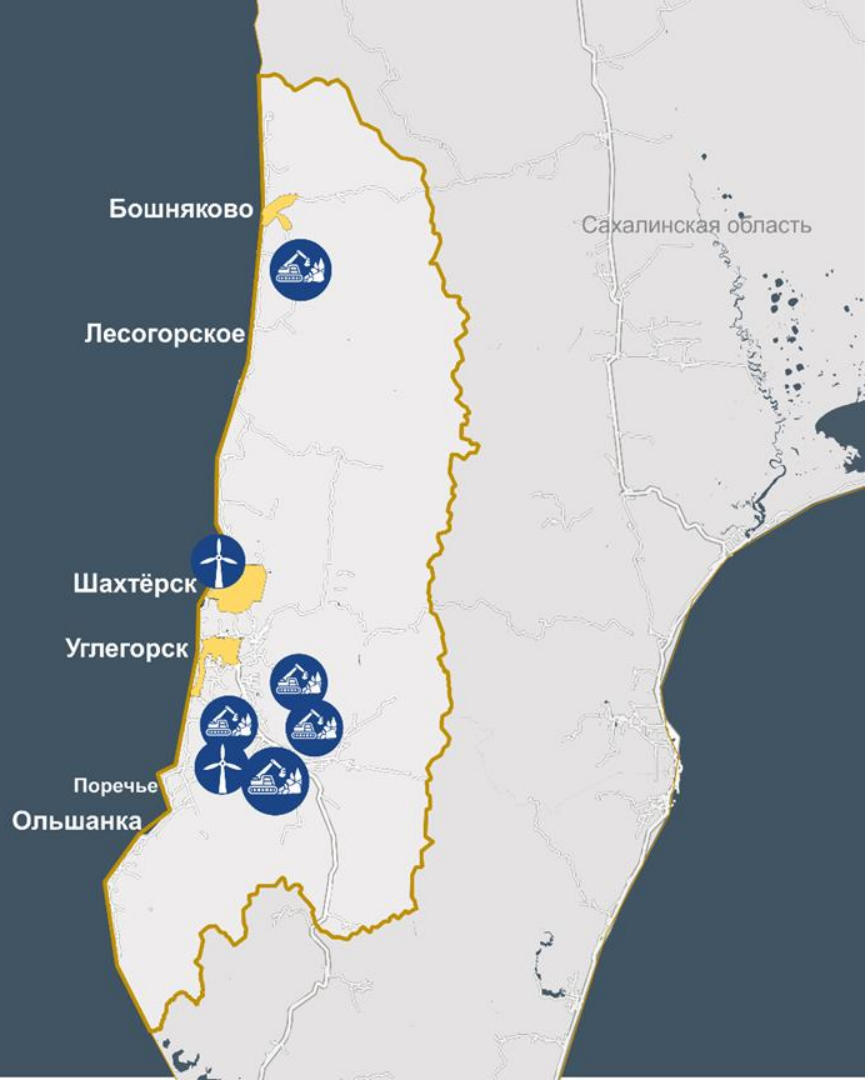 Бошняково
Сахалинская область
Лесогорское
Шахтёрск
Углегорск
Поречье
Ольшанка